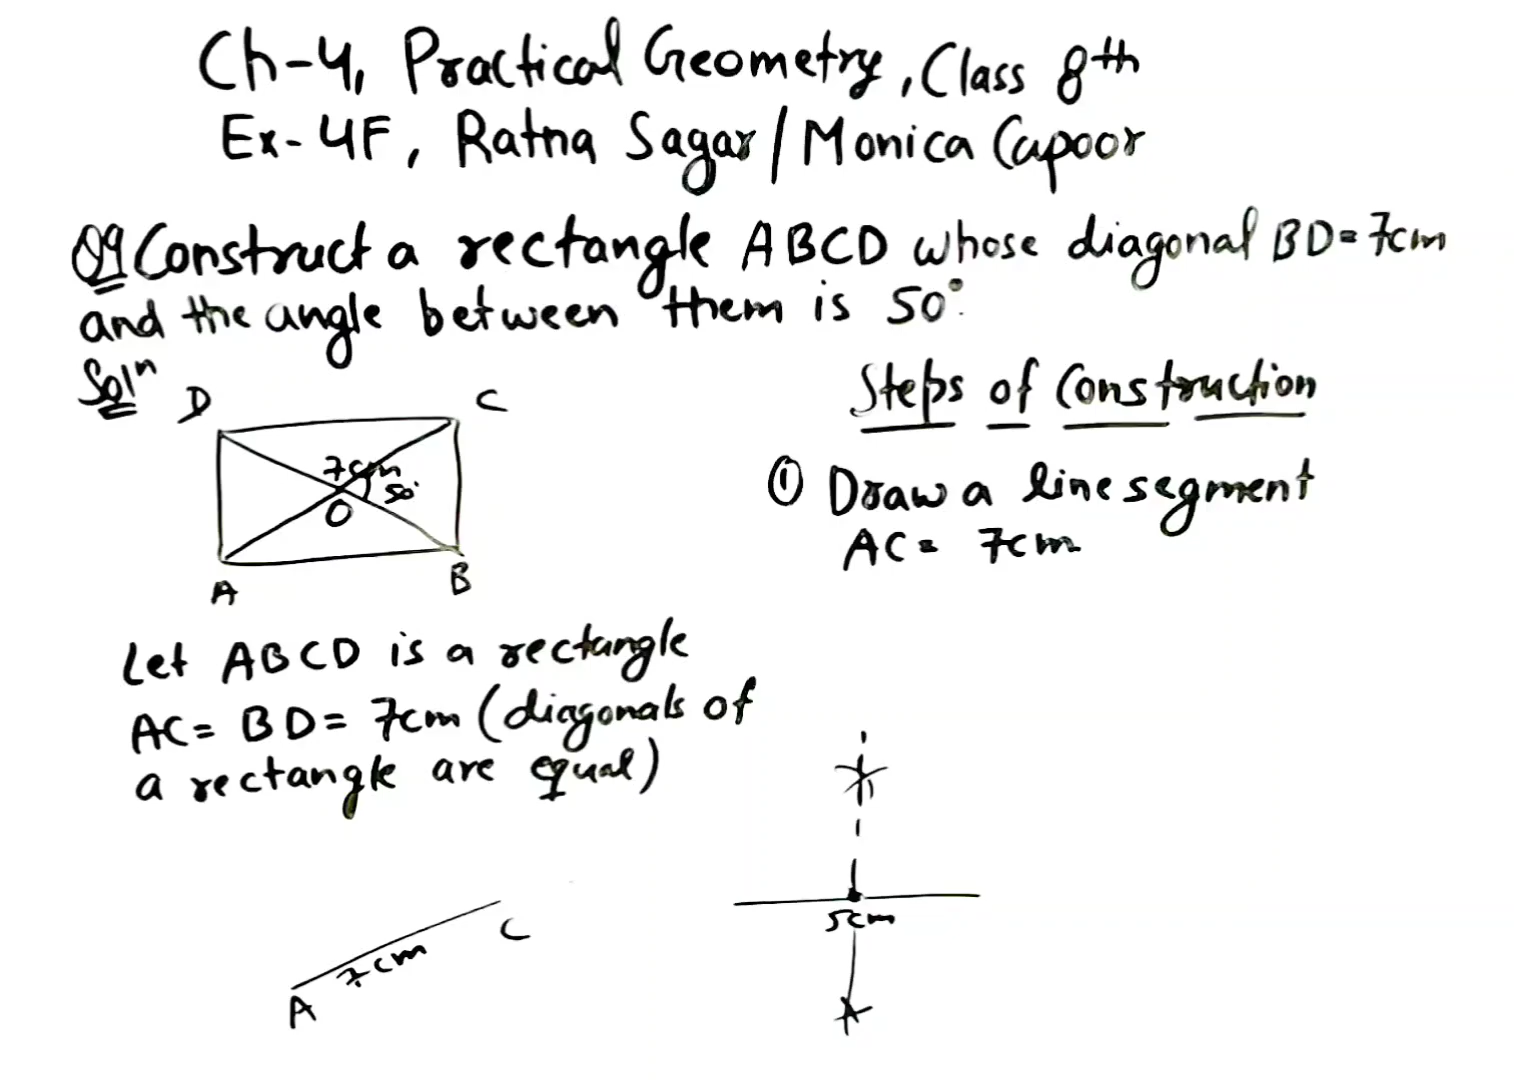 Ch-4, Practical Geometry, Class 8th
Ex-4F, Ratna Sagar/Monica Capoor
Q9 Construct a rectangle ABCD whose diagonal BD=7cm
and the angle between them is 50°.
Solⁿ
Steps of Construction
D
C
7cm
50°
O
A
B
① Draw a line segment
AC = 7cm
Let ABCD is a rectangle
AC = BD = 7cm (diagonals of
a rectangle are equal)
A
7cm
C
5cm